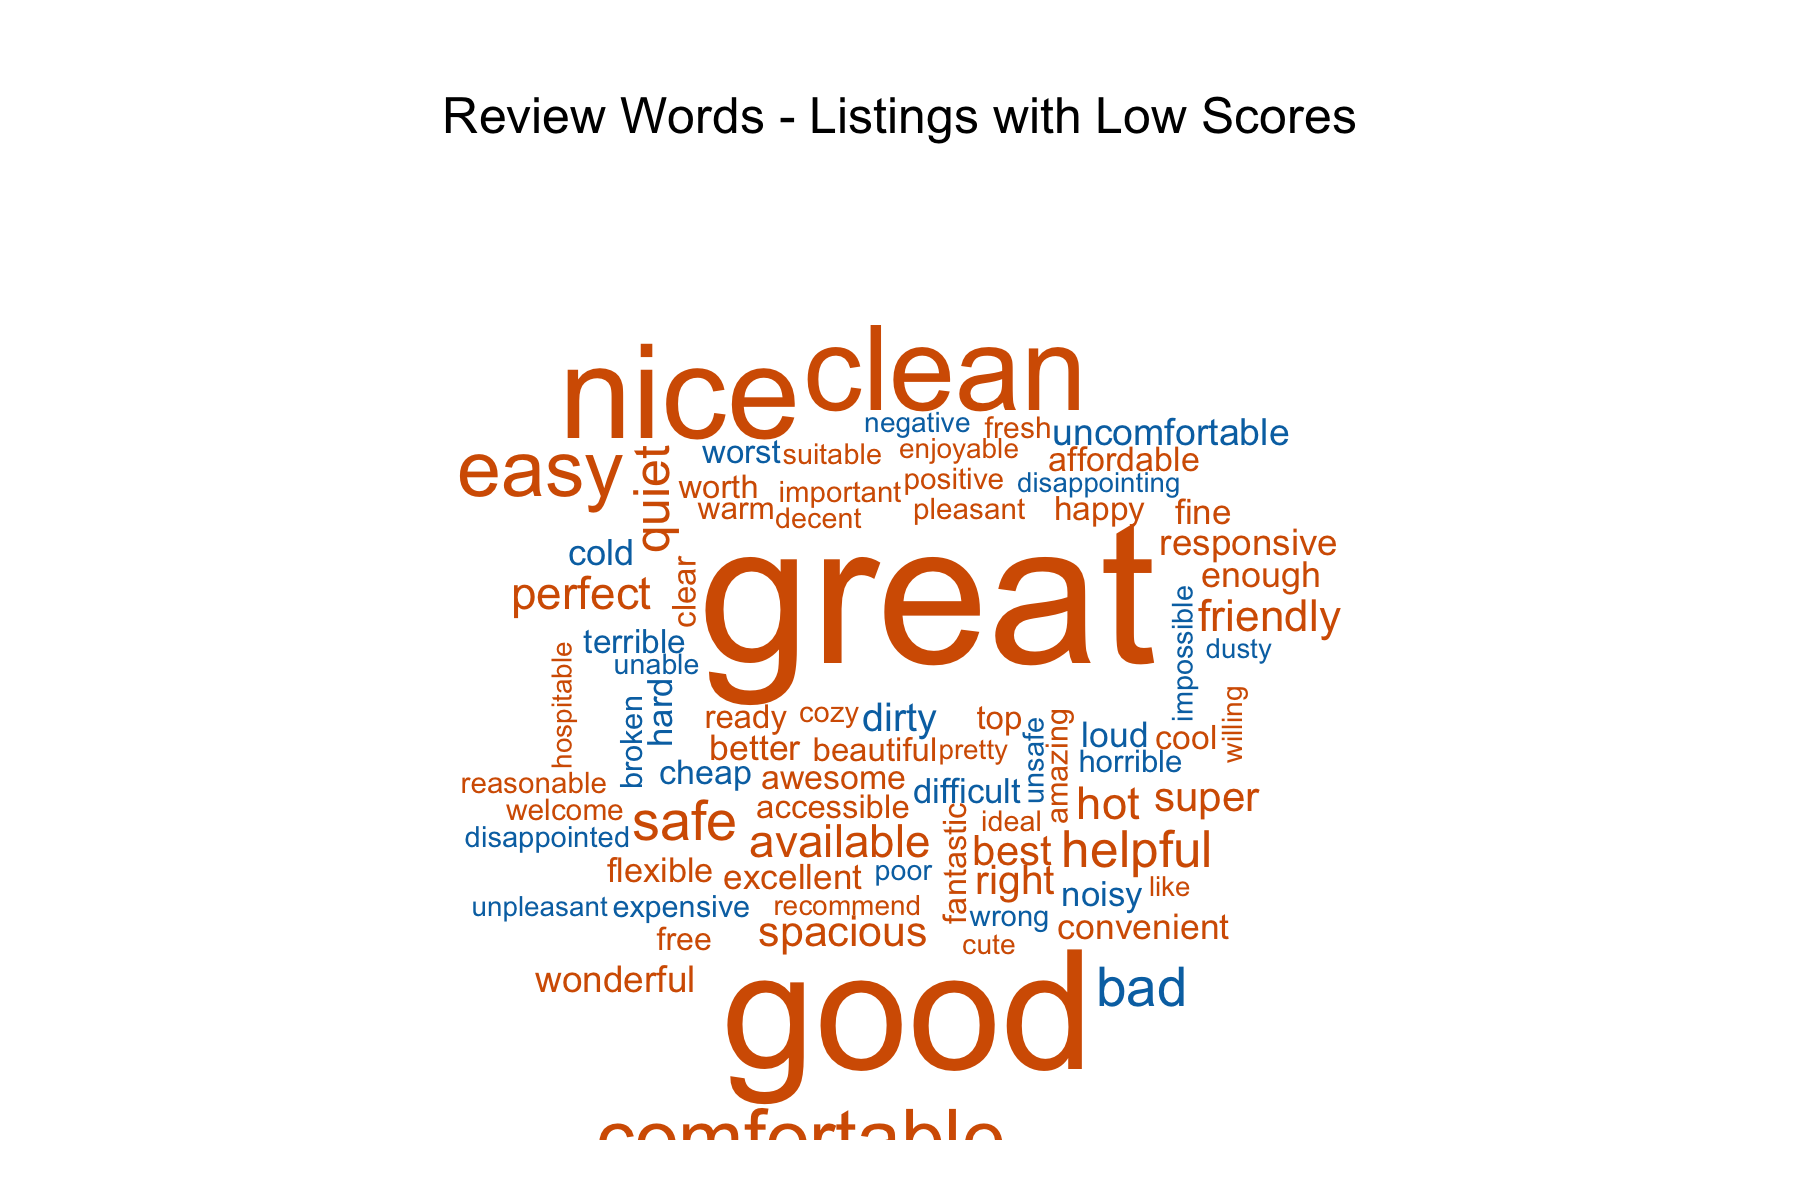 Review Words - Listings with Low Scores
clean
nice
negative
fresh
uncomfortable
worst
suitable
enjoyable
affordable
easy
quiet
worth
important
positive
disappointing
warm
decent
pleasant
happy
fine
cold
great
responsive
perfect
clear
enough
impossible
friendly
terrible
unable
dusty
hospitable
broken
hard
ready
cozy
dirty
top
willing
better
beautiful
pretty
unsafe
amazing
loud
cool
horrible
reasonable
cheap
awesome
difficult
hot
super
welcome
safe
accessible
ideal
disappointed
available
fantastic
best
helpful
flexible
excellent
poor
right
noisy
like
unpleasant
expensive
recommend
wrong
convenient
free
spacious
cute
wonderful
good
bad
comfortable